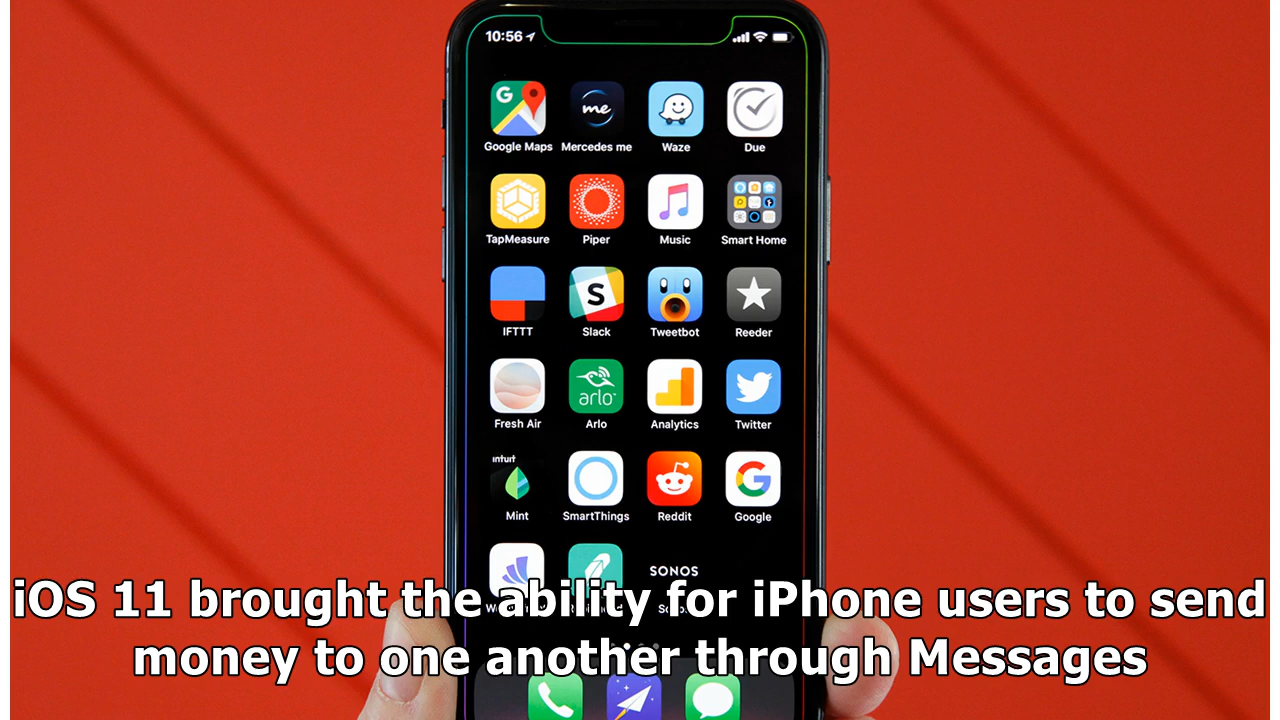 10:56
G
me
Google Maps Mercedes me Waze Due
TapMeasure Piper Music Smart Home
S
IFTTT Slack Tweetbot Reeder
arlo
Fresh Air Arlo Analytics Twitter
intuit
G
Mint SmartThings Reddit Google
SONOS
iOS 11 brought the ability for iPhone users to send
money to one another through Messages